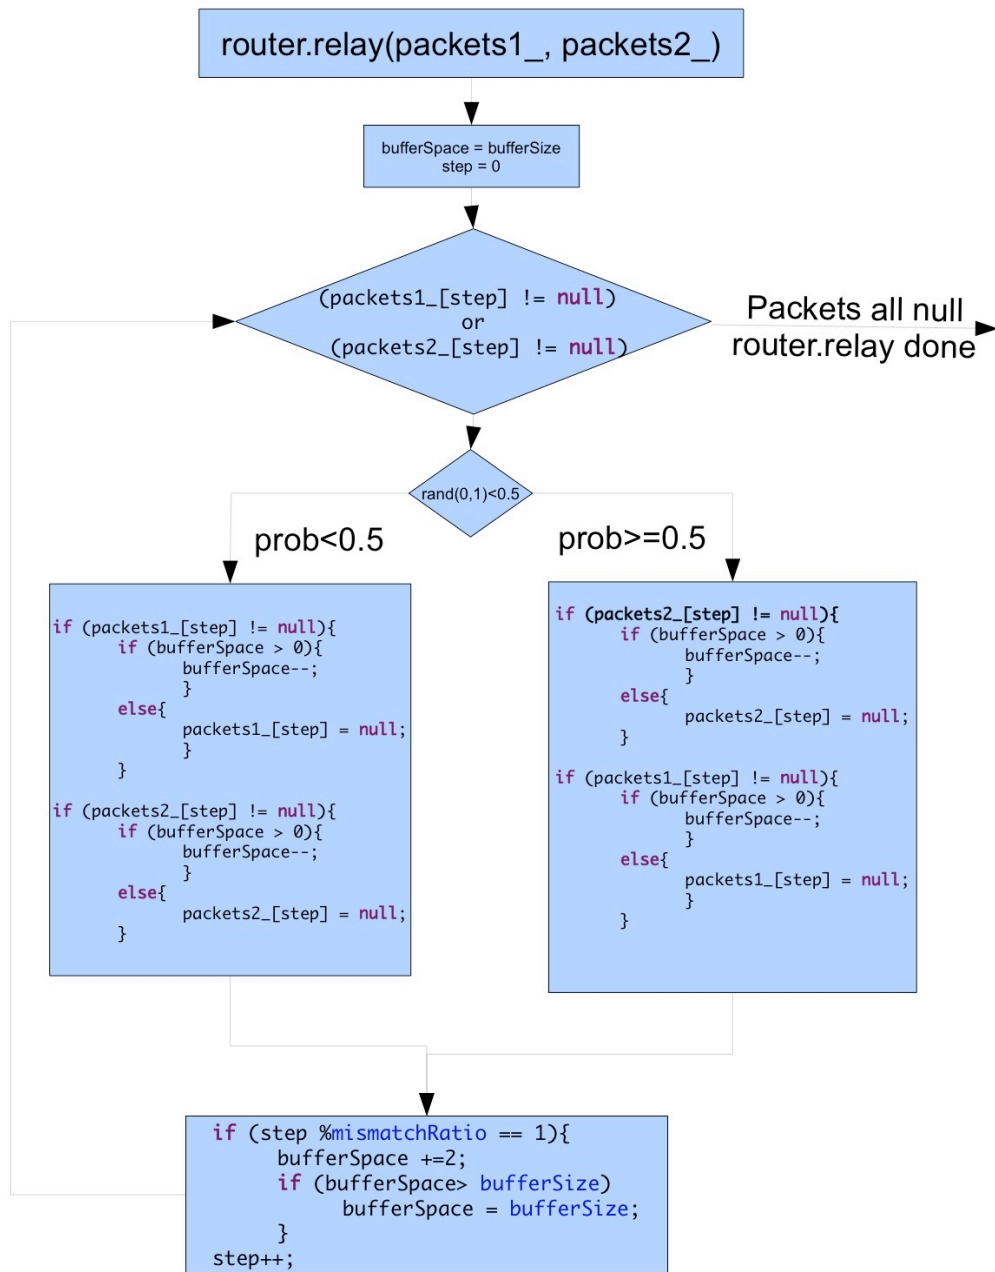 router.relay(packets1_, packets2_)
bufferSpace = bufferSize
step = 0
(packets1_[step] != null)
or
(packets2_[step] != null)
Packets all null
router.relay done
rand(0,1)<0.5
prob<0.5
prob>=0.5
if (packets1_[step] != null){
if (bufferSpace > 0){
bufferSpace--;
}
else{
packets1_[step] = null;
}
}
if (packets2_[step] != null){
if (bufferSpace > 0){
bufferSpace--;
}
else{
packets2_[step] = null;
}
if (packets2_[step] != null){
if (bufferSpace > 0){
bufferSpace--;
}
else{
packets2_[step] = null;
}
if (packets1_[step] != null){
if (bufferSpace > 0){
bufferSpace--;
}
else{
packets1_[step] = null;
}
}
if (step %mismatchRatio == 1){
bufferSpace +=2;
if (bufferSpace> bufferSize)
bufferSpace = bufferSize;
}
step++;